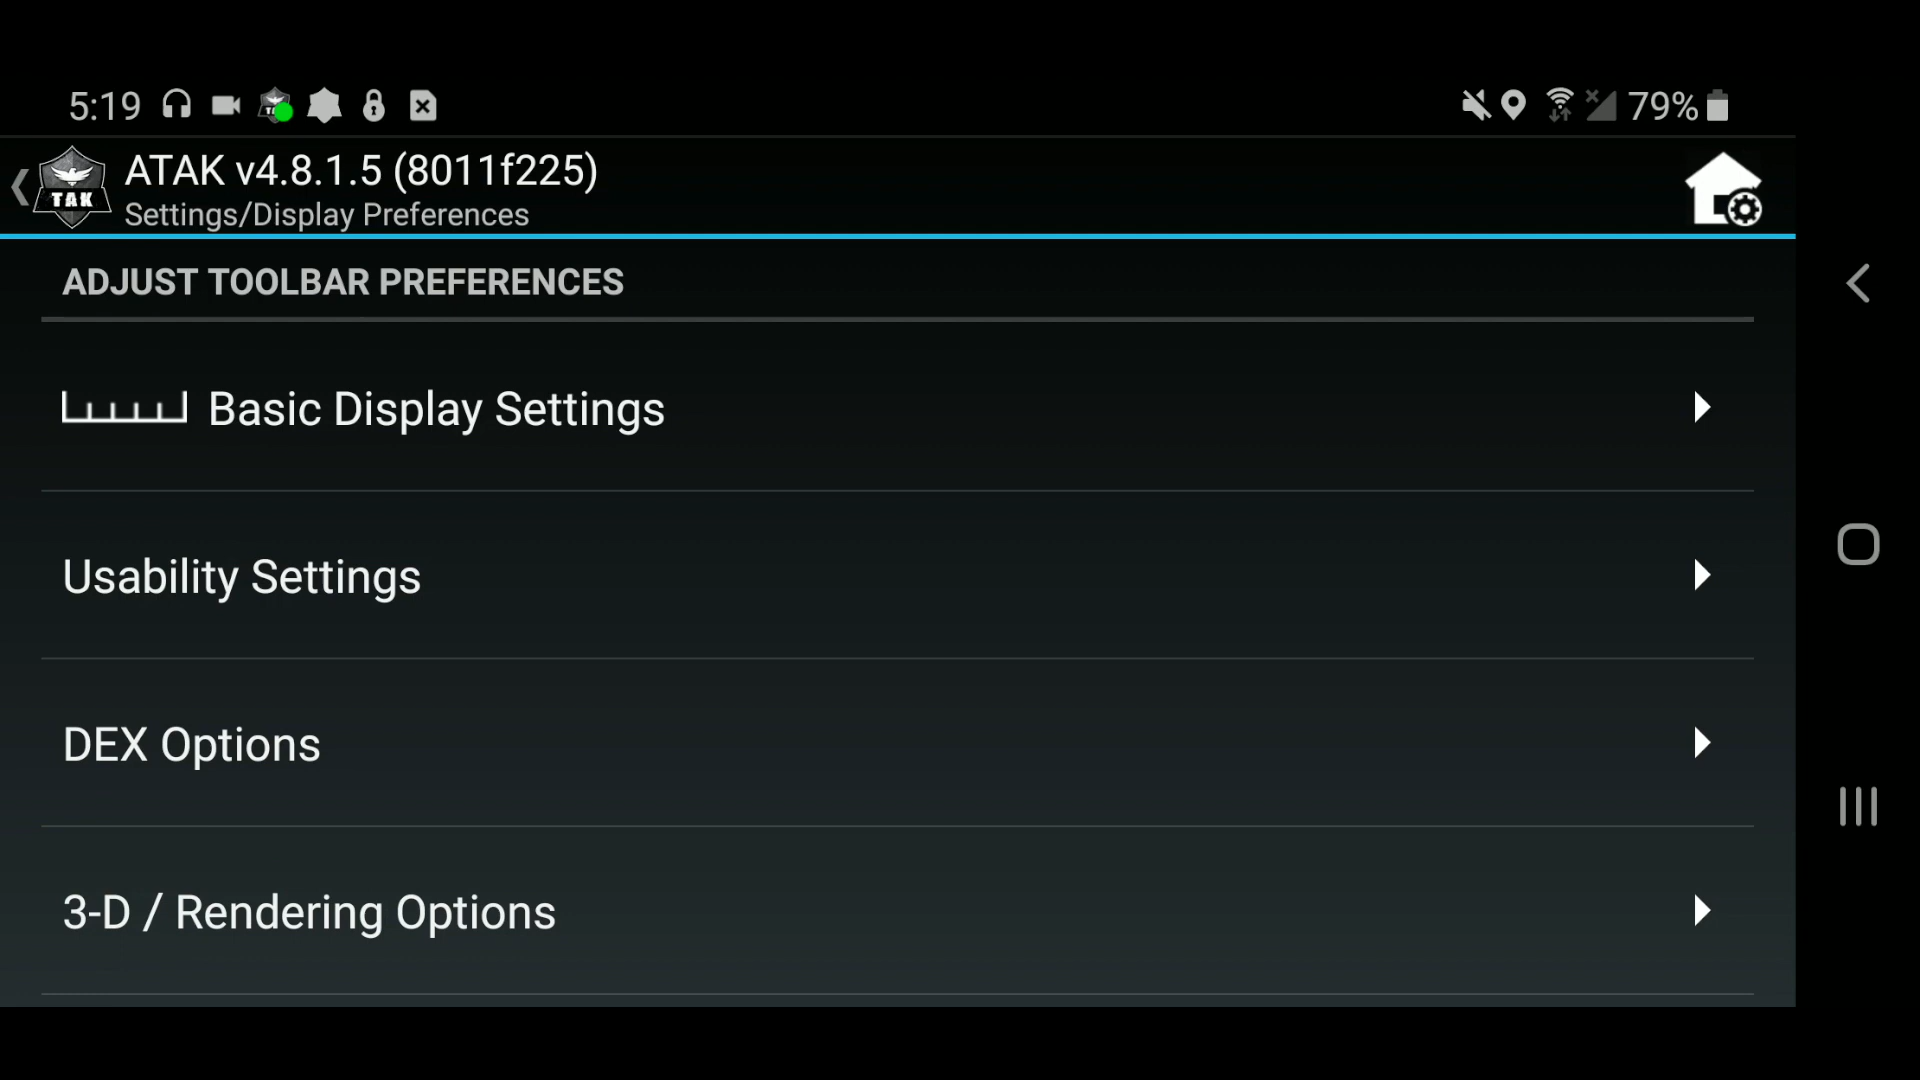 5:19
79%
TAK
ATAK v4.8.1.5 (8011f225)
Settings/Display Preferences
ADJUST TOOLBAR PREFERENCES
Basic Display Settings
Usability Settings
DEX Options
3-D / Rendering Options